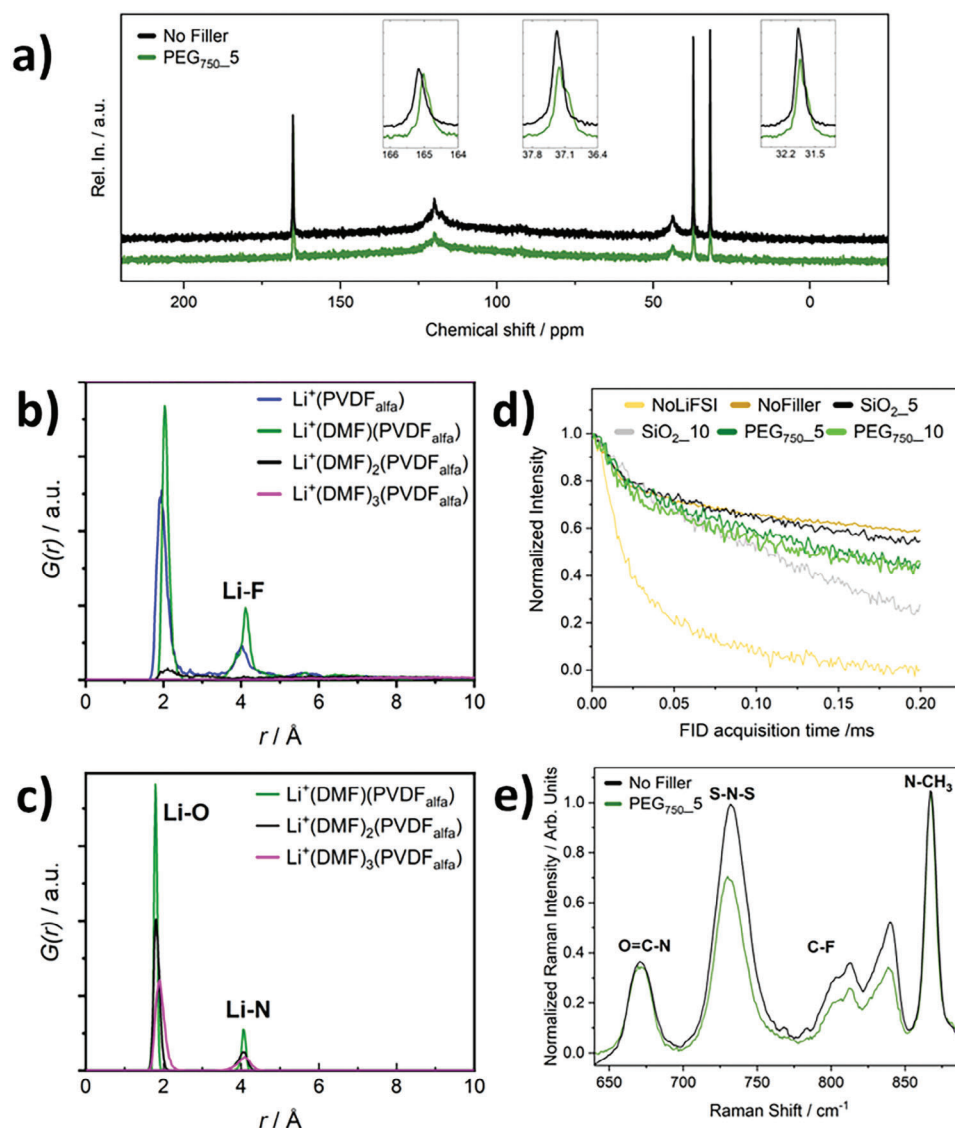 a)
No Filler
PEG750_5
166 165 164
37.8 37.1 36.4
32.2 31.5
Rel. In. / a.u.
200 150 100 50 0
Chemical shift / ppm
b)
Li+(PVDFalfa)
Li+(DMF)(PVDFalfa)
Li+(DMF)2(PVDFalfa)
Li+(DMF)3(PVDFalfa)
Li-F
G(r) / a.u.
0 2 4 6 8 10
r / Å
c)
Li-O
Li+(DMF)(PVDFalfa)
Li+(DMF)2(PVDFalfa)
Li+(DMF)3(PVDFalfa)
Li-N
G(r) / a.u.
0 2 4 6 8 10
r / Å
d)
NoLiFSI NoFiller SiO2_5
SiO2_10 PEG750_5 PEG750_10
Normalized Intensity
1.0
0.8
0.6
0.4
0.2
0.0
0.00 0.05 0.10 0.15 0.20
FID acquisition time /ms
e)
No Filler
PEG750_5
S-N-S
N-CH3
O=C-N
C-F
Normalized Raman Intensity / Arb. Units
1.0
0.8
0.6
0.4
0.2
0.0
650 700 750 800 850
Raman Shift / cm-1